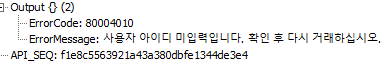 Output {} (2)
ErrorCode: 80004010
ErrorMessage: 사용자 아이디 미입력입니다. 확인 후 다시 거래하십시오.
API_SEQ: f1e8c5563921a43a380dbfe1344de3e4